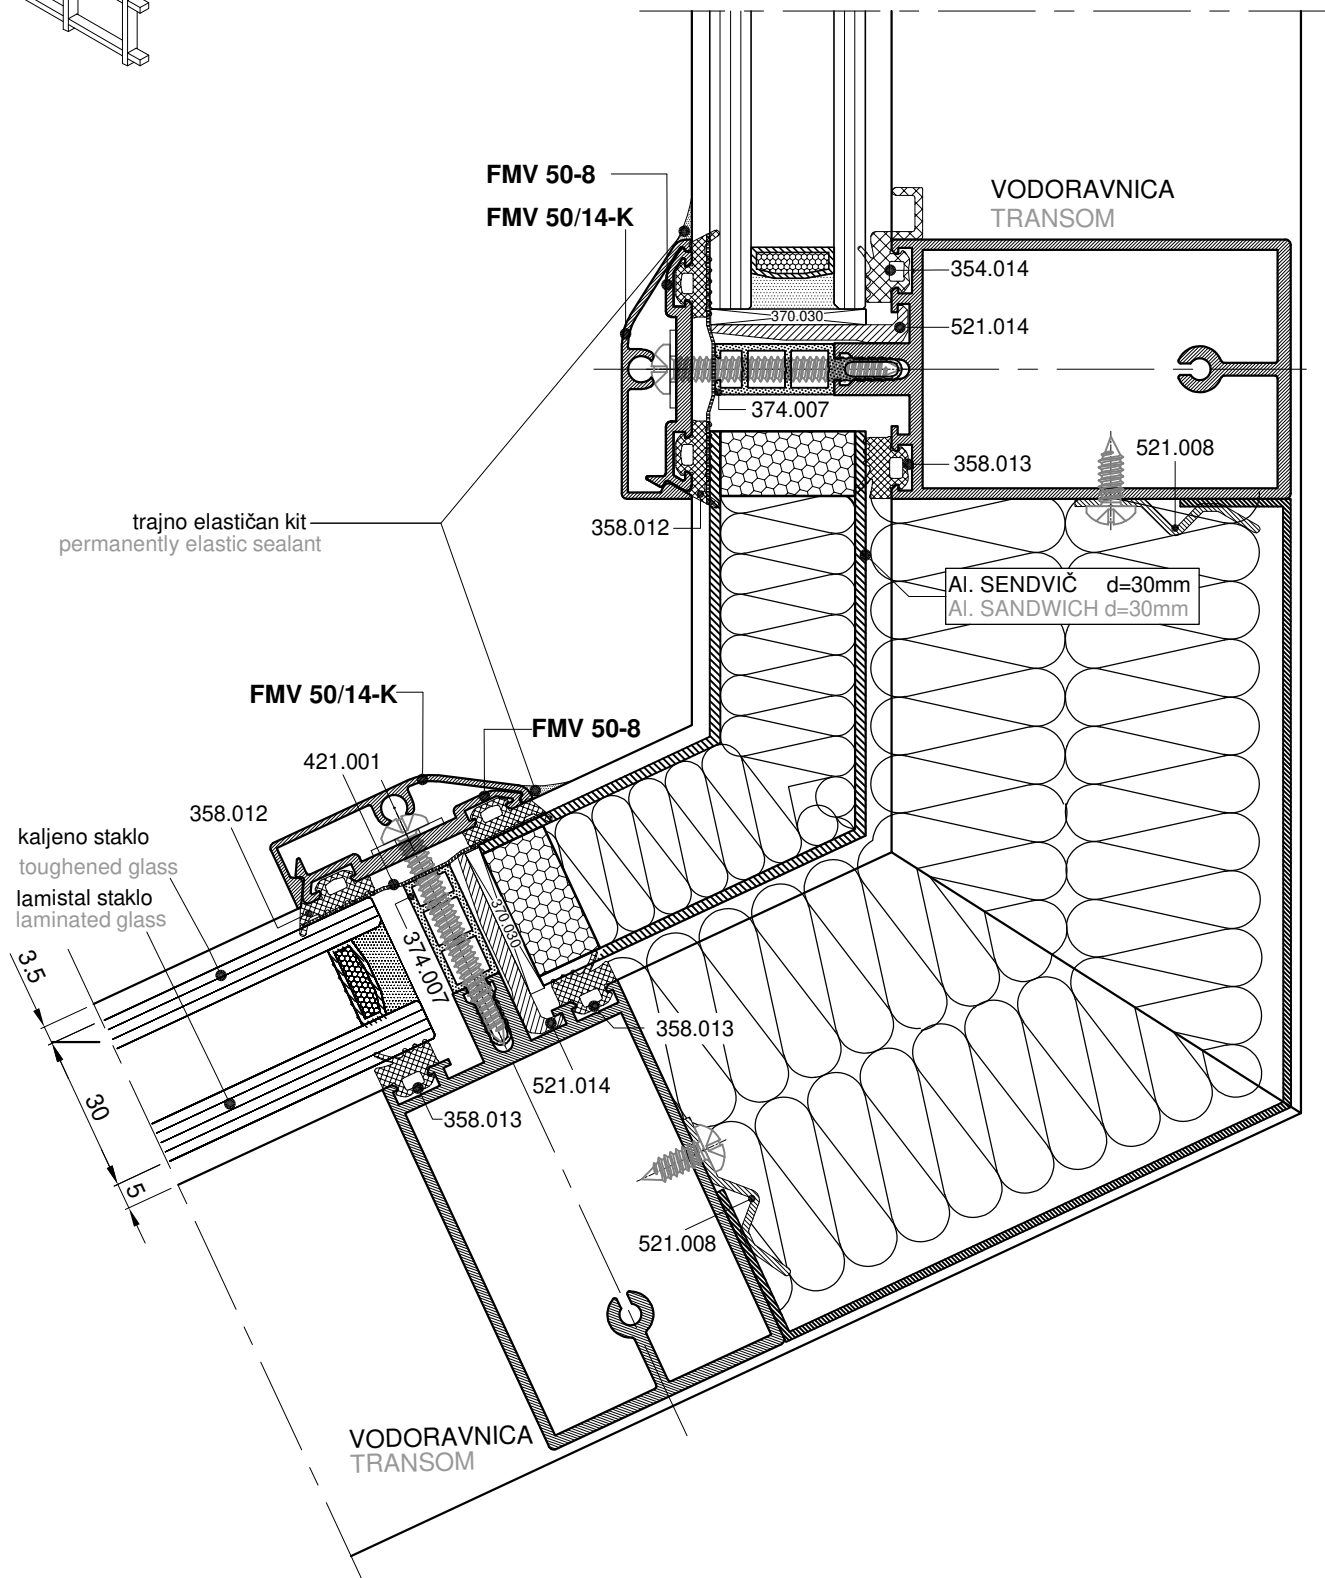 FMV 50-8
FMV 50/14-K
VODORAVNICA
TRANSOM
354.014
370.030
521.014
374.007
521.008
358.013
358.012
trajno elastičan kit
permanently elastic sealant
Al. SENDVIČ d=30mm
Al. SANDWICH d=30mm
FMV 50/14-K
FMV 50-8
421.001
358.012
kaljeno staklo
toughened glass
lamistal staklo
laminated glass
3.5
30
5
370.030
374.007
358.013
521.014
358.013
521.008
VODORAVNICA
TRANSOM